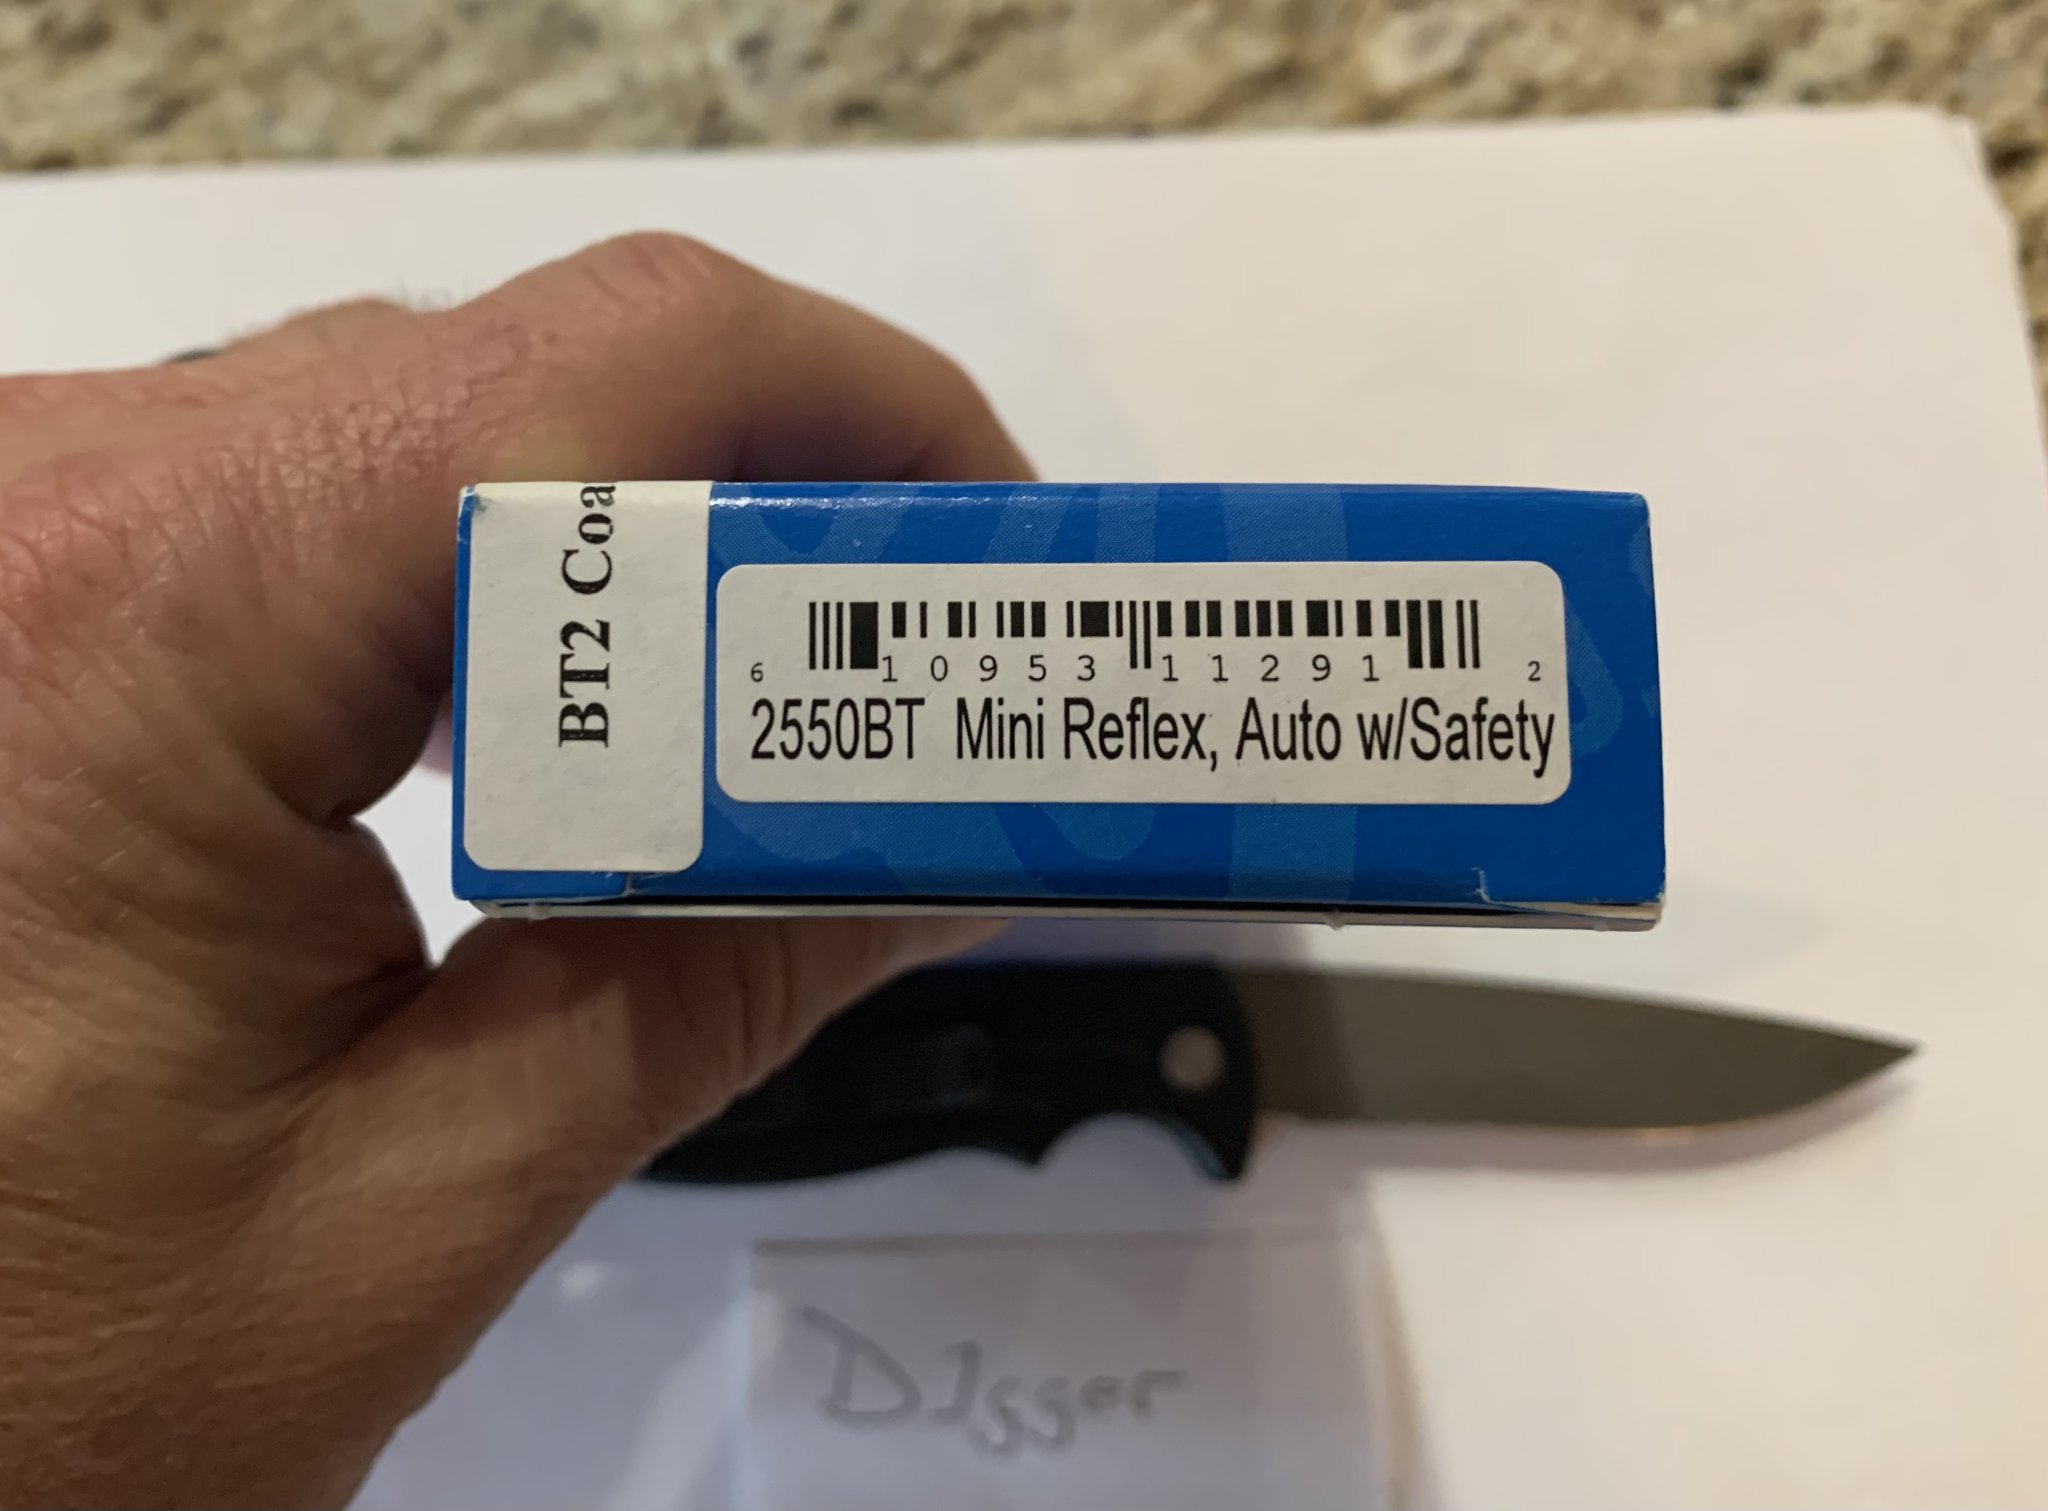 BT2 Coa
6 10953 11291 2
2550BT Mini Reflex, Auto w/Safety
DIgger